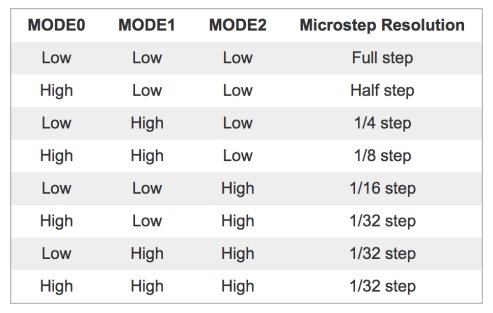 MODE0 MODE1 MODE2 Microstep Resolution
Low Low Low Full step
High Low Low Half step
Low High Low 1/4 step
High High Low 1/8 step
Low Low High 1/16 step
High Low High 1/32 step
Low High High 1/32 step
High High High 1/32 step